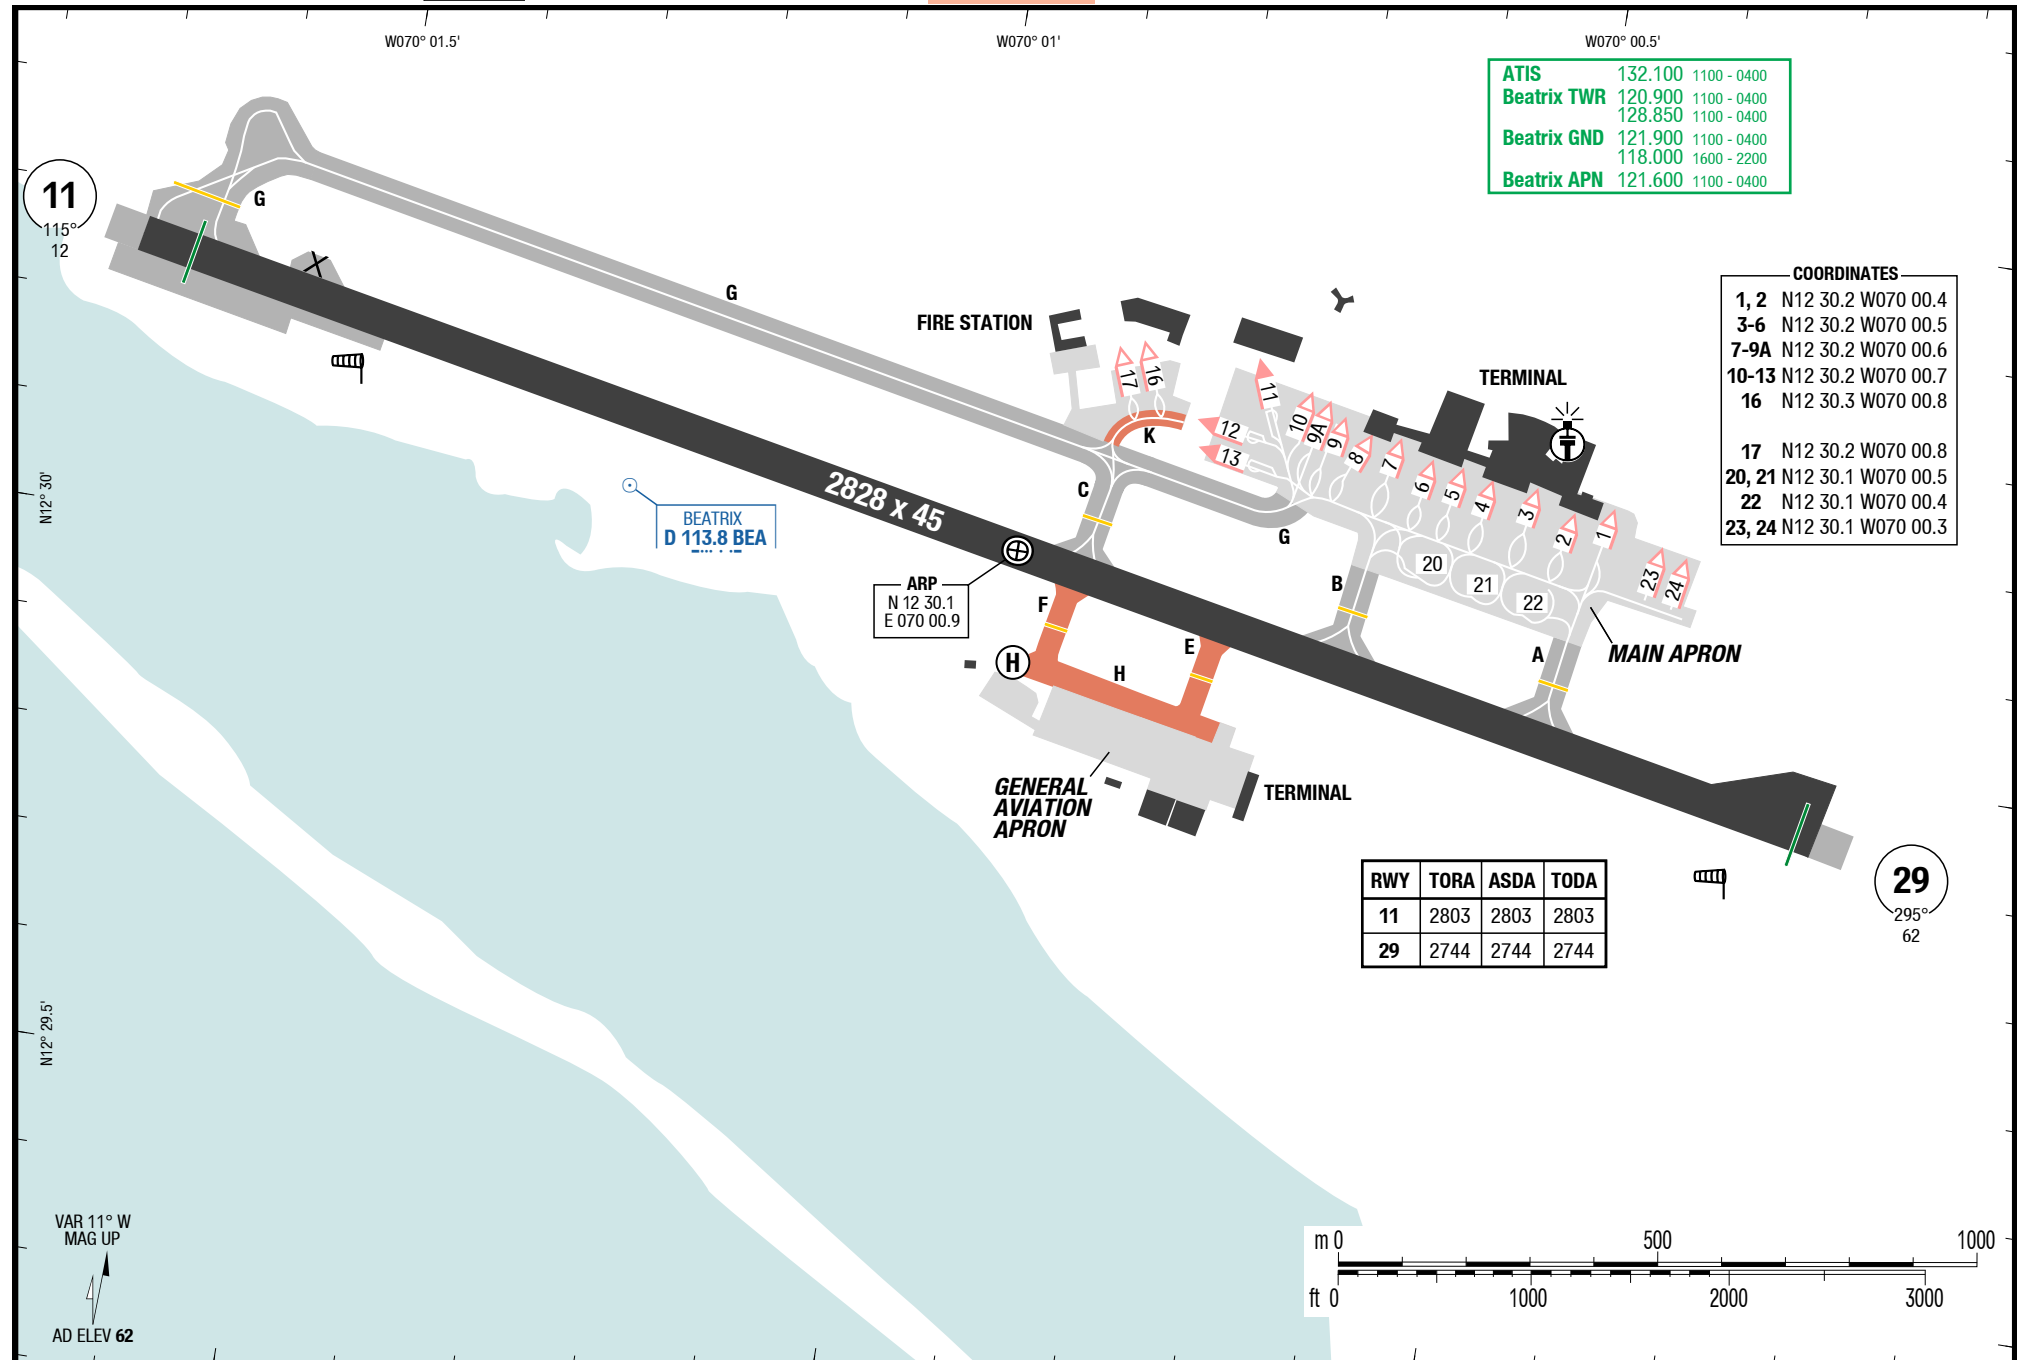 W070° 01.5'
W070° 01'
W070° 00.5'
ATIS 132.100 1100 - 0400
Beatrix TWR 120.900 1100 - 0400
128.850 1100 - 0400
Beatrix GND 121.900 1100 - 0400
118.000 1600 - 2200
Beatrix APN 121.600 1100 - 0400
11
115°
12
G
G
COORDINATES
1, 2 N12 30.2 W070 00.4
3-6 N12 30.2 W070 00.5
7-9A N12 30.2 W070 00.6
10-13 N12 30.2 W070 00.7
16 N12 30.3 W070 00.8
17 N12 30.2 W070 00.8
20, 21 N12 30.1 W070 00.5
22 N12 30.1 W070 00.4
23, 24 N12 30.1 W070 00.3
FIRE STATION
TERMINAL
17
16
K
11
12
13
10
9A
9
8
7
6
5
4
3
2
1
23
24
20
21
22
C
G
B
A
MAIN APRON
N12° 30'
2828 x 45
BEATRIX
D 113.8 BEA
ARP
N 12 30.1
E 070 00.9
F
E
H
H
GENERAL
AVIATION
APRON
TERMINAL
RWY TORA ASDA TODA
11 2803 2803 2803
29 2744 2744 2744
29
295°
62
N12° 29.5'
VAR 11° W
MAG UP
AD ELEV 62
m 0 500 1000
ft 0 1000 2000 3000